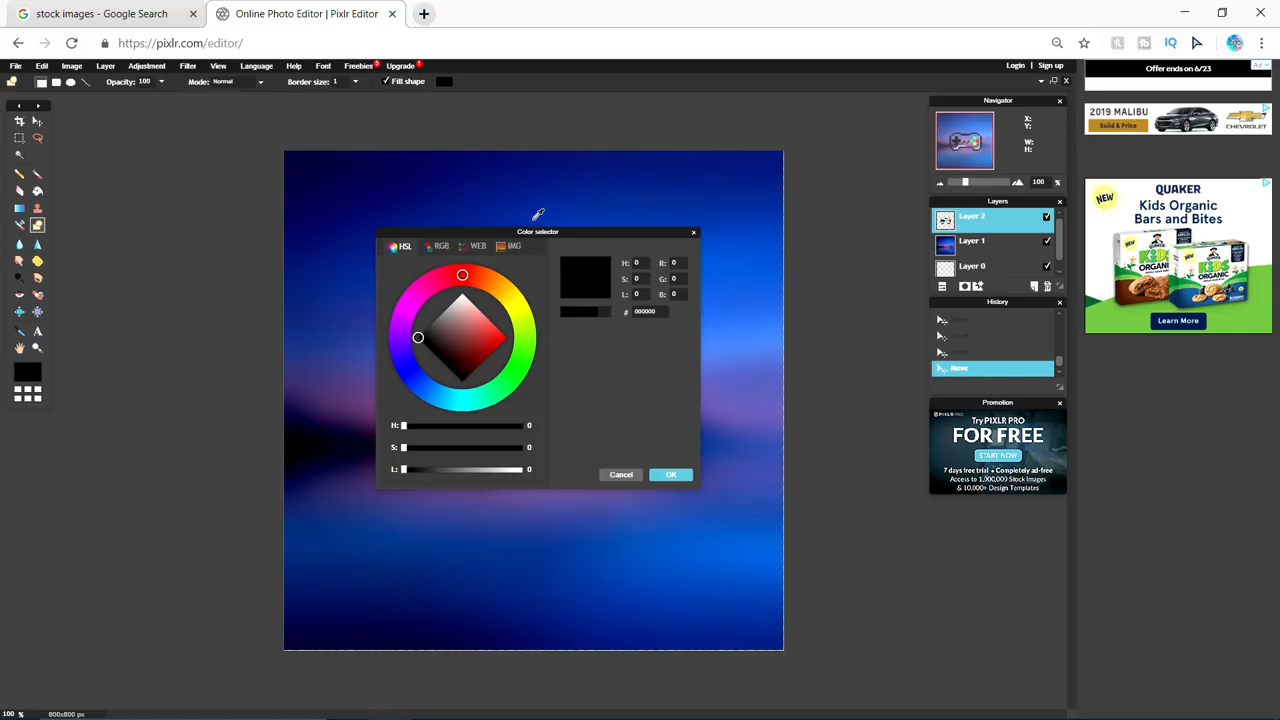 stock images - Google Search
Online Photo Editor | Pixlr Editor
https://pixlr.com/editor/
File Edit Image Layer Adjustment Filter View Language Help Font Freebies Upgrade Login Sign up
Opacity: 100 Mode: Normal Border size: 1 Fill shape
Offer ends on 6/23
Ad
Navigator
X:
Y:
W:
H:
100 %
2019 MALIBU
Build & Price
CHEVROLET
Layers
Layer 2
Layer 1
Layer 0
NEW
QUAKER
Kids Organic
Bars and Bites
Learn More
Color selector
HSL RGB WEB IMG
H: 0 R: 0
S: 0 G: 0
L: 0 B: 0
# 000000
H: 0
S: 0
L: 0
Cancel OK
History
Move
Promotion
PIXLR PRO
Try PIXLR PRO
FOR FREE
START NOW
7 days free trial • Completely ad-free
Access to 1,000,000 Stock Images
& 10,000+ Design Templates
100 % 800x800 px